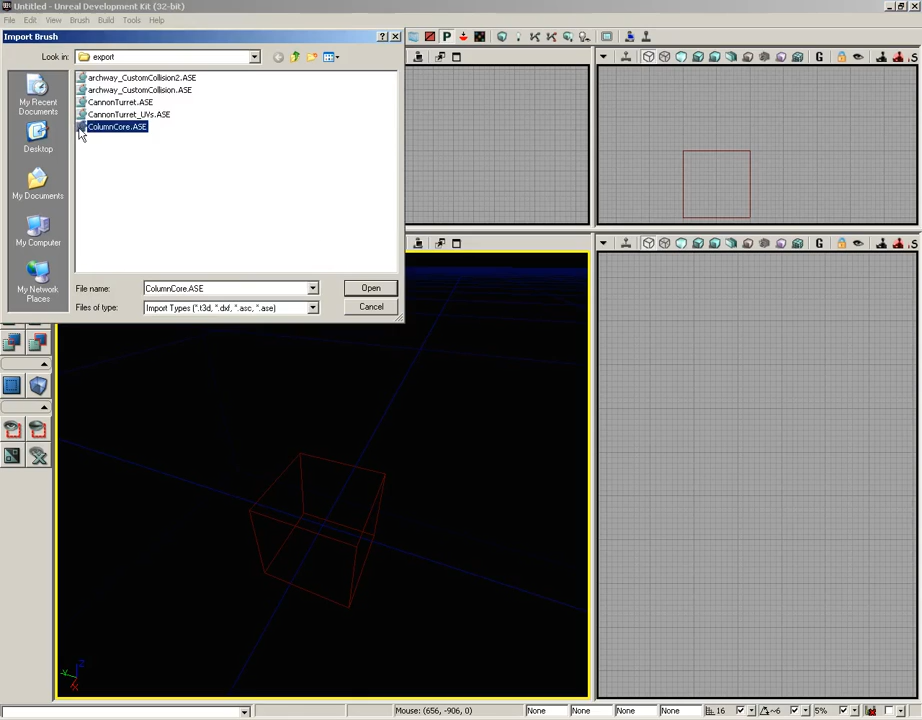 Untitled - Unreal Development Kit (32-bit)
File Edit View Brush Build Tools Help
Import Brush
Look in: export
archway_CustomCollision2.ASE
archway_CustomCollision.ASE
CannonTurret.ASE
CannonTurret_UVs.ASE
ColumnCore.ASE
My Recent
Documents
Desktop
My Documents
My Computer
My Network
Places
File name: ColumnCore.ASE Open
Files of type: Import Types (*.t3d, *.dxf, *.asc, *.ase) Cancel
P
G
S
G
S
Z
Y
X
Mouse: (656, -906, 0) None None None None 16 ~6 5%